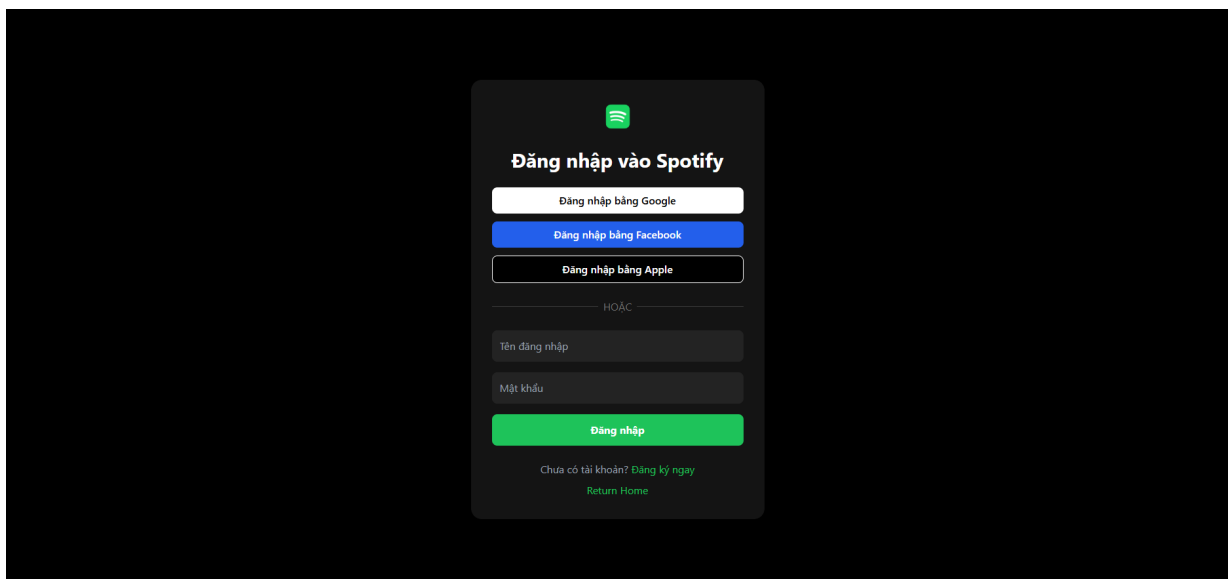 Đăng nhập vào Spotify
Đăng nhập bằng Google
Đăng nhập bằng Facebook
Đăng nhập bằng Apple
HOẶC
Tên đăng nhập
Mật khẩu
Đăng nhập
Chưa có tài khoản? Đăng ký ngay
Return Home